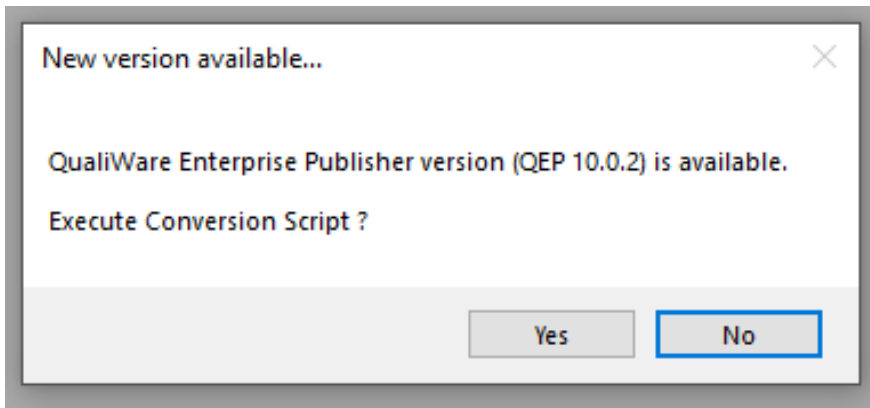 New version available...
QualiWare Enterprise Publisher version (QEP 10.0.2) is available.
Execute Conversion Script ?
Yes
No